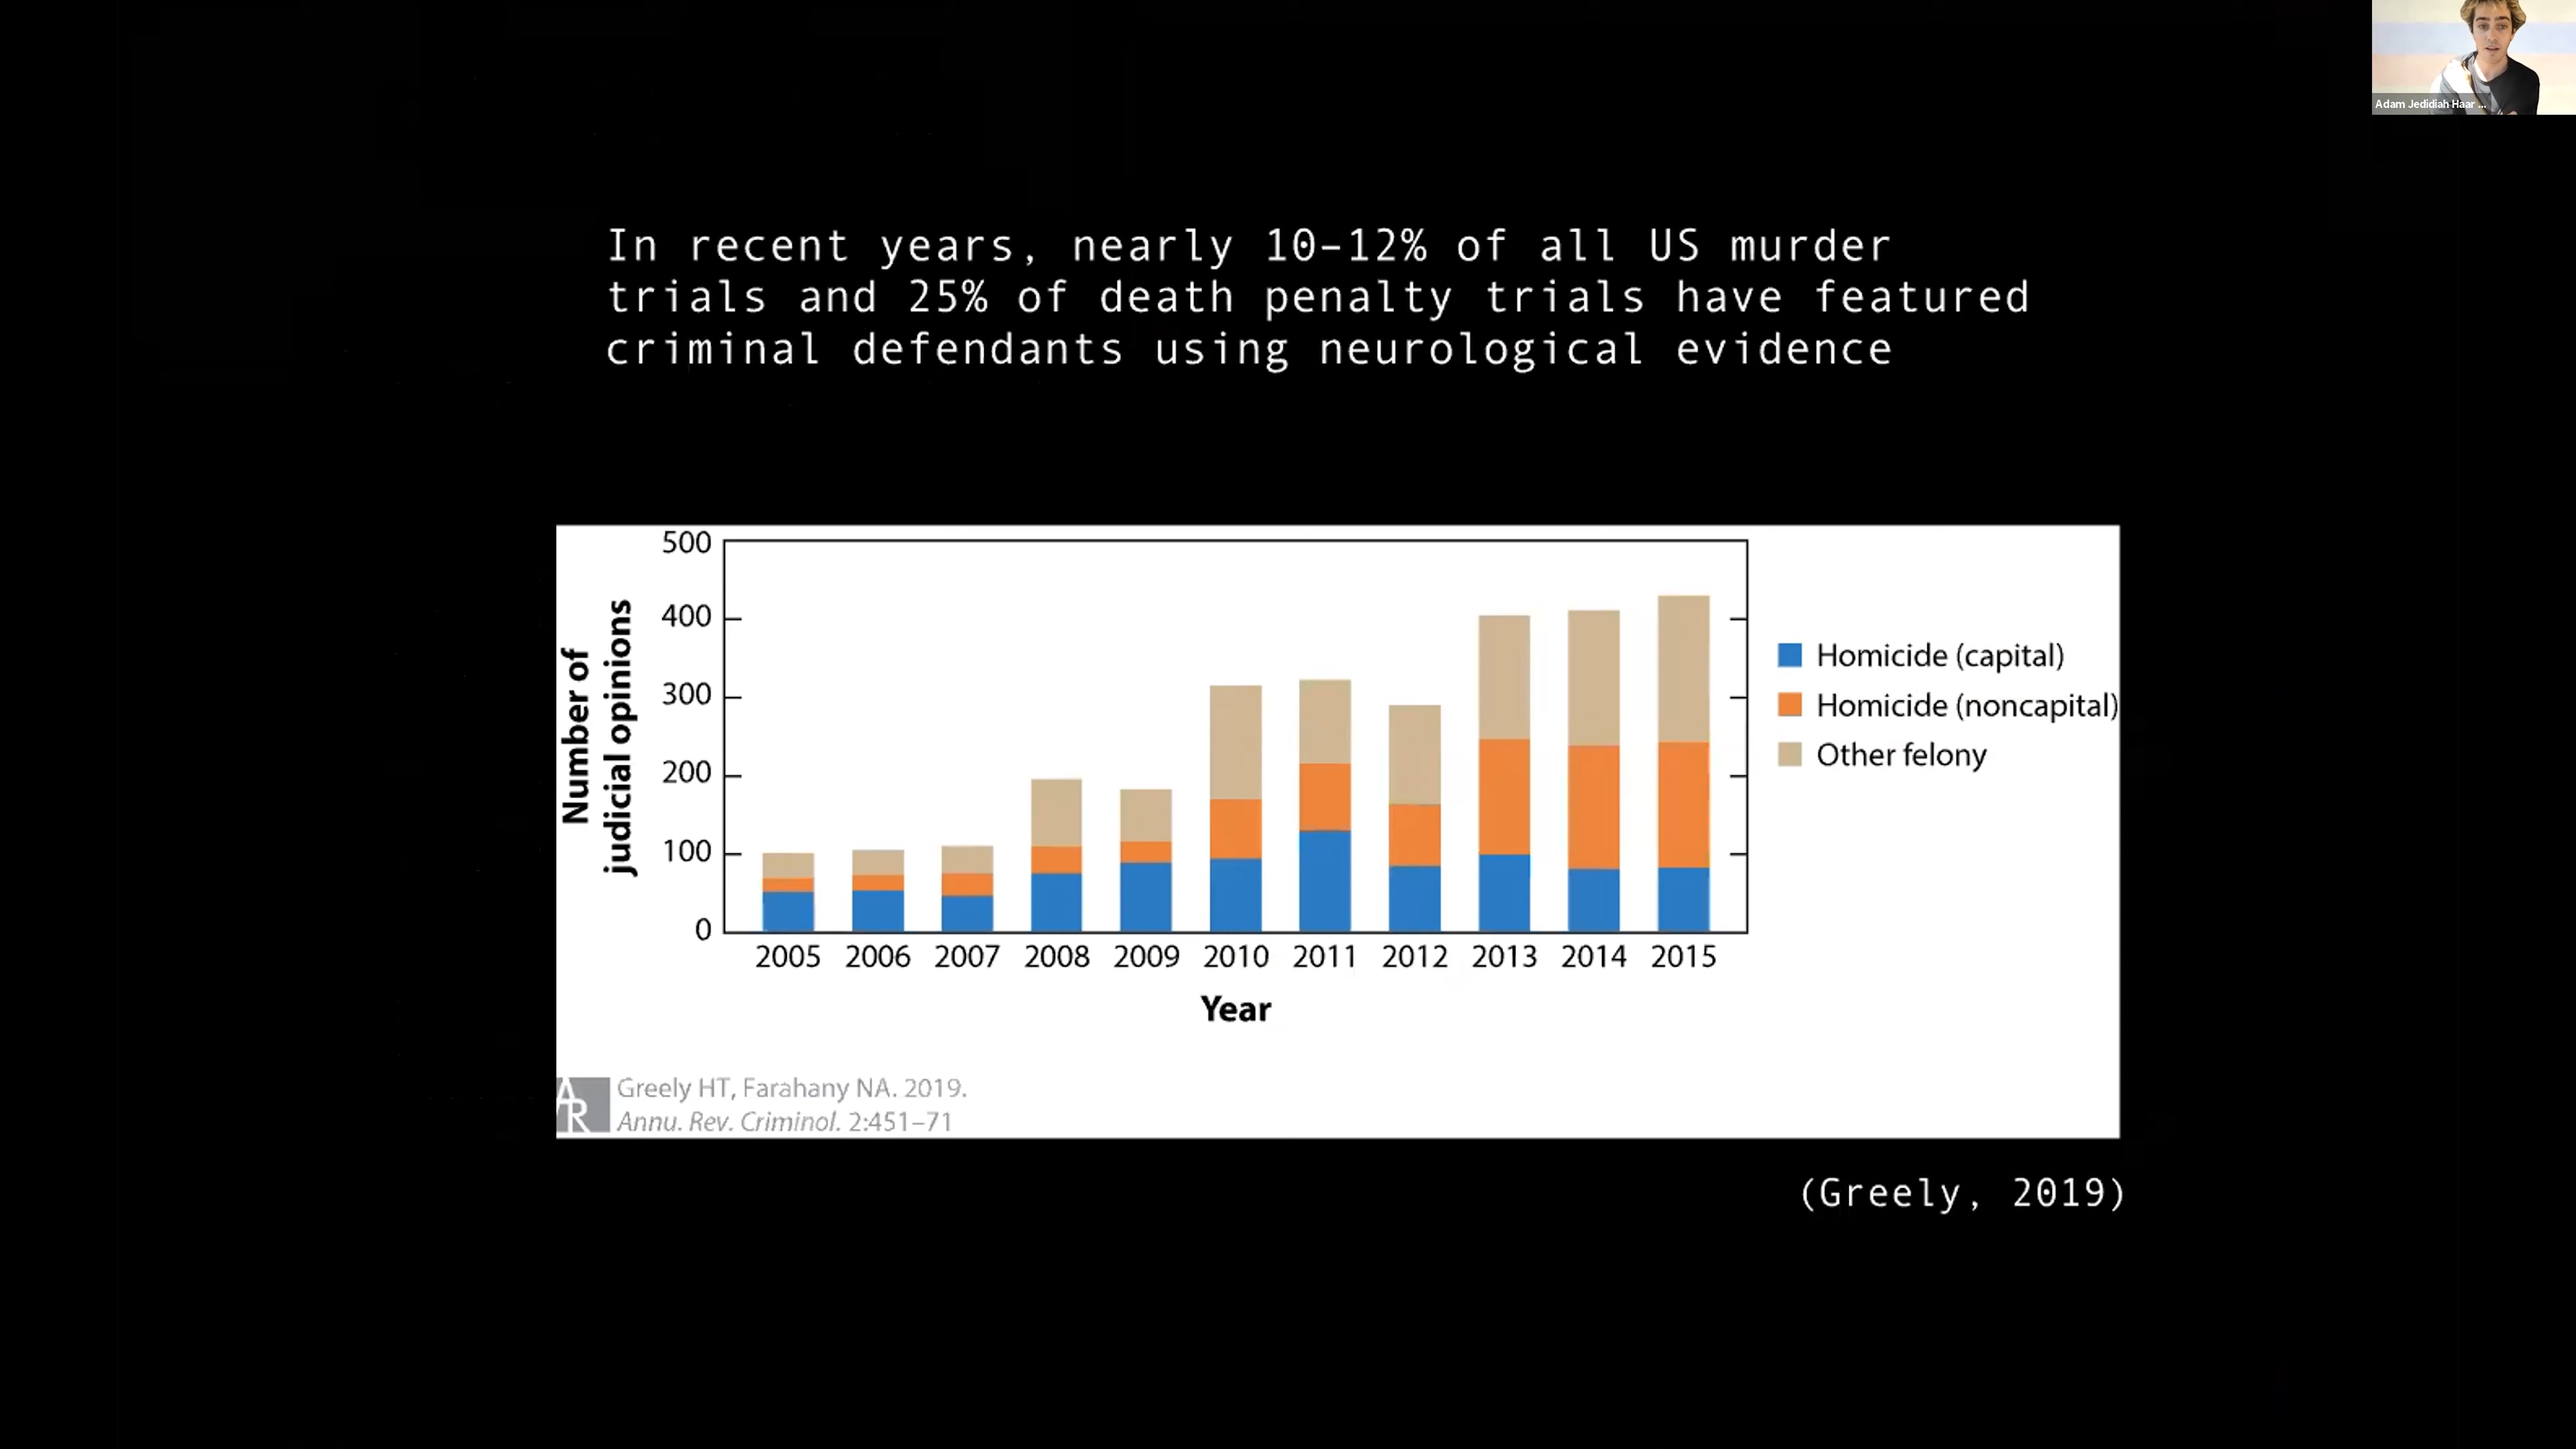 Adam Jedidiah Haar ...
In recent years, nearly 10–12% of all US murder
trials and 25% of death penalty trials have featured
criminal defendants using neurological evidence
Number of
judicial opinions
500
400
300
200
100
0
2005 2006 2007 2008 2009 2010 2011 2012 2013 2014 2015
Year
Homicide (capital)
Homicide (noncapital)
Other felony
AR
Greely HT, Farahany NA. 2019.
Annu. Rev. Criminol. 2:451–71
(Greely, 2019)